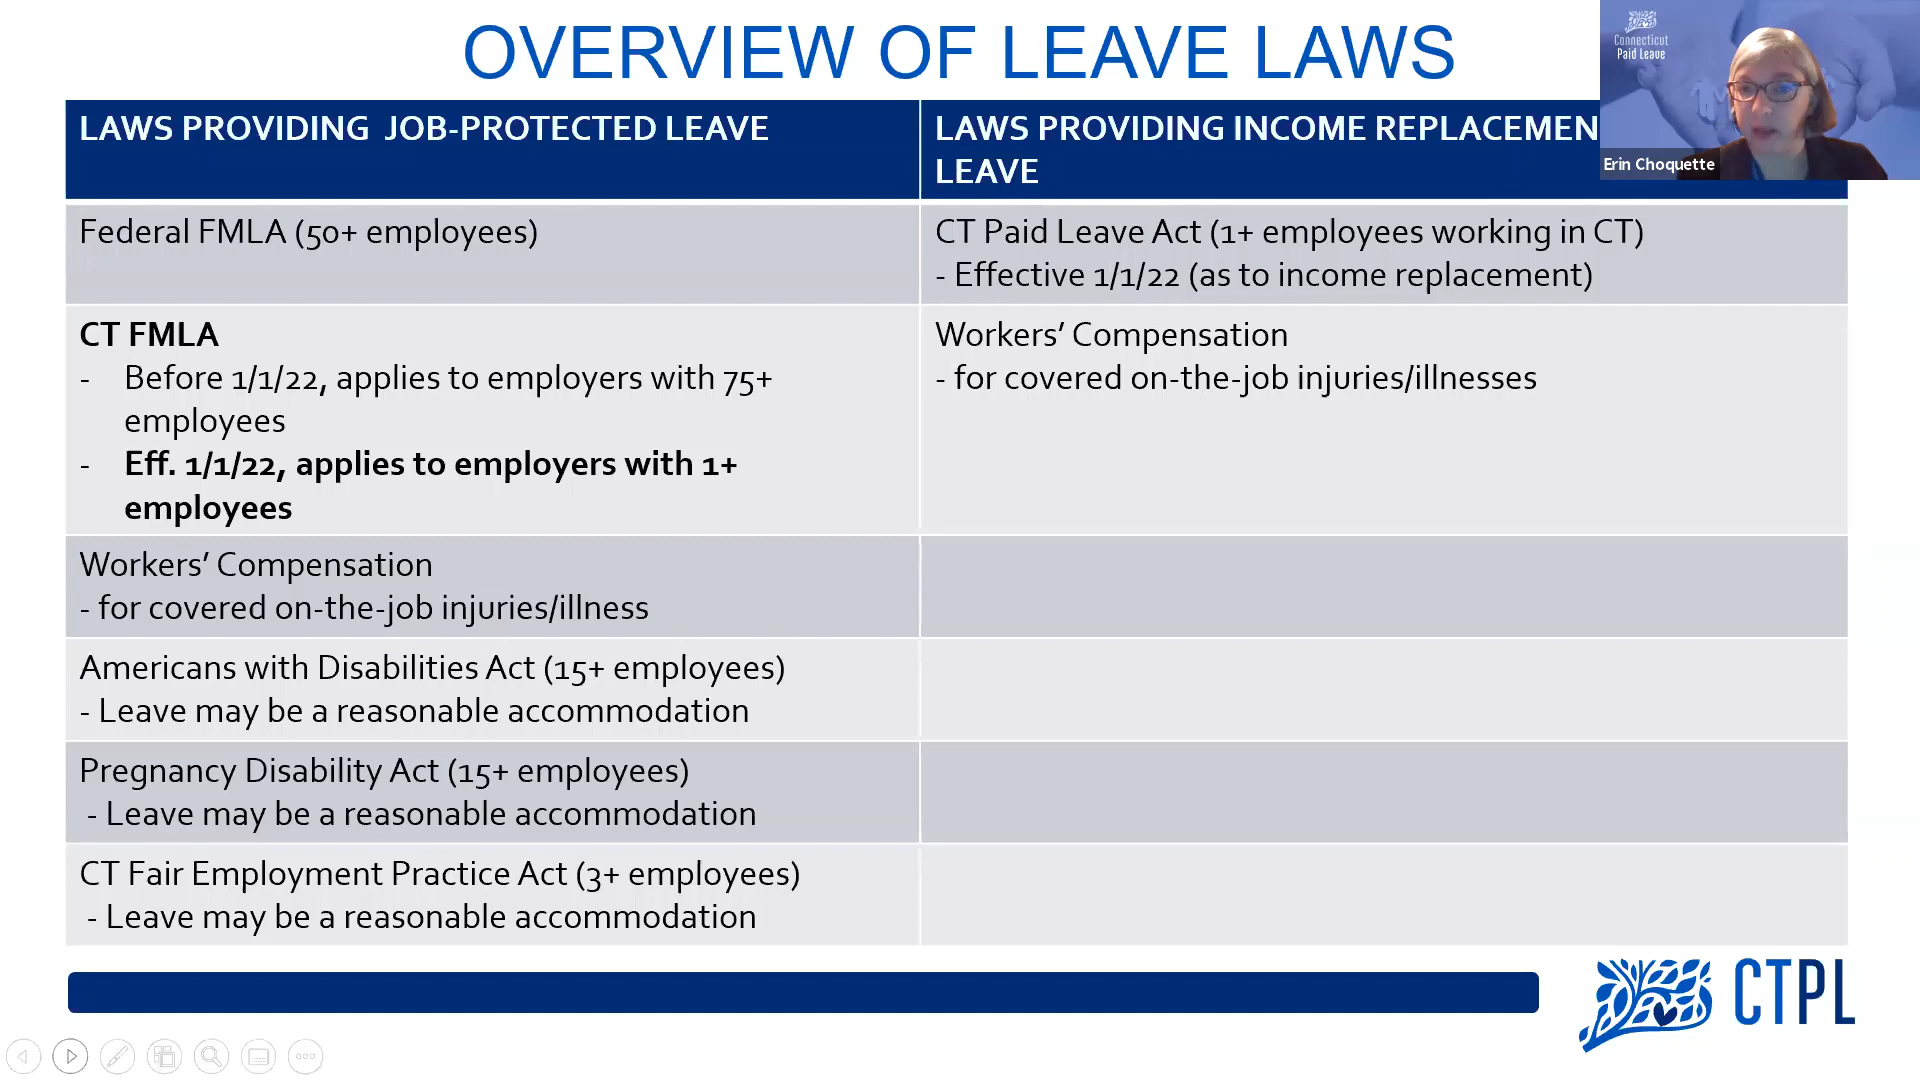 OVERVIEW OF LEAVE LAWS
Connecticut
Paid Leave
Erin Choquette
LAWS PROVIDING JOB-PROTECTED LEAVE
LAWS PROVIDING INCOME REPLACEMEN
LEAVE
Federal FMLA (50+ employees)
CT Paid Leave Act (1+ employees working in CT)
- Effective 1/1/22 (as to income replacement)
CT FMLA
- Before 1/1/22, applies to employers with 75+
employees
- Eff. 1/1/22, applies to employers with 1+
employees
Workers' Compensation
- for covered on-the-job injuries/illnesses
Workers' Compensation
- for covered on-the-job injuries/illness
Americans with Disabilities Act (15+ employees)
- Leave may be a reasonable accommodation
Pregnancy Disability Act (15+ employees)
- Leave may be a reasonable accommodation
CT Fair Employment Practice Act (3+ employees)
- Leave may be a reasonable accommodation
CTPL